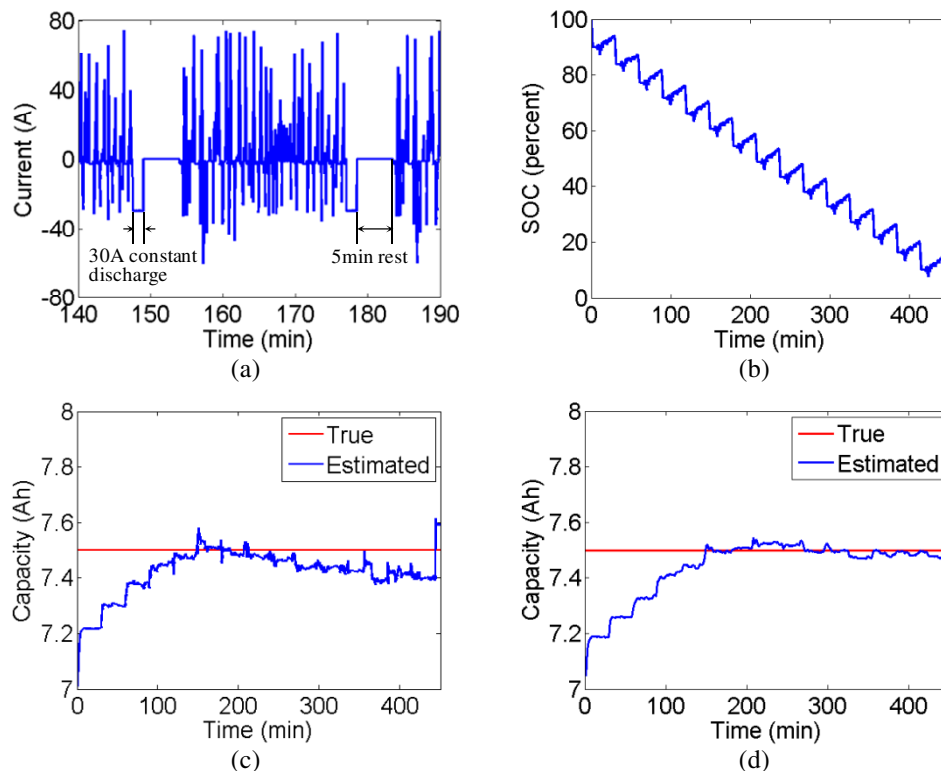 80
40
0
-40
-80
Current (A)
30A constant
discharge
5min rest
140 150 160 170 180 190
Time (min)
(a)
100
80
60
40
20
0
SOC (percent)
0 100 200 300 400
Time (min)
(b)
8
7.8
7.6
7.4
7.2
7
Capacity (Ah)
True
Estimated
0 100 200 300 400
Time (min)
(c)
8
7.8
7.6
7.4
7.2
7
Capacity (Ah)
True
Estimated
0 100 200 300 400
Time (min)
(d)